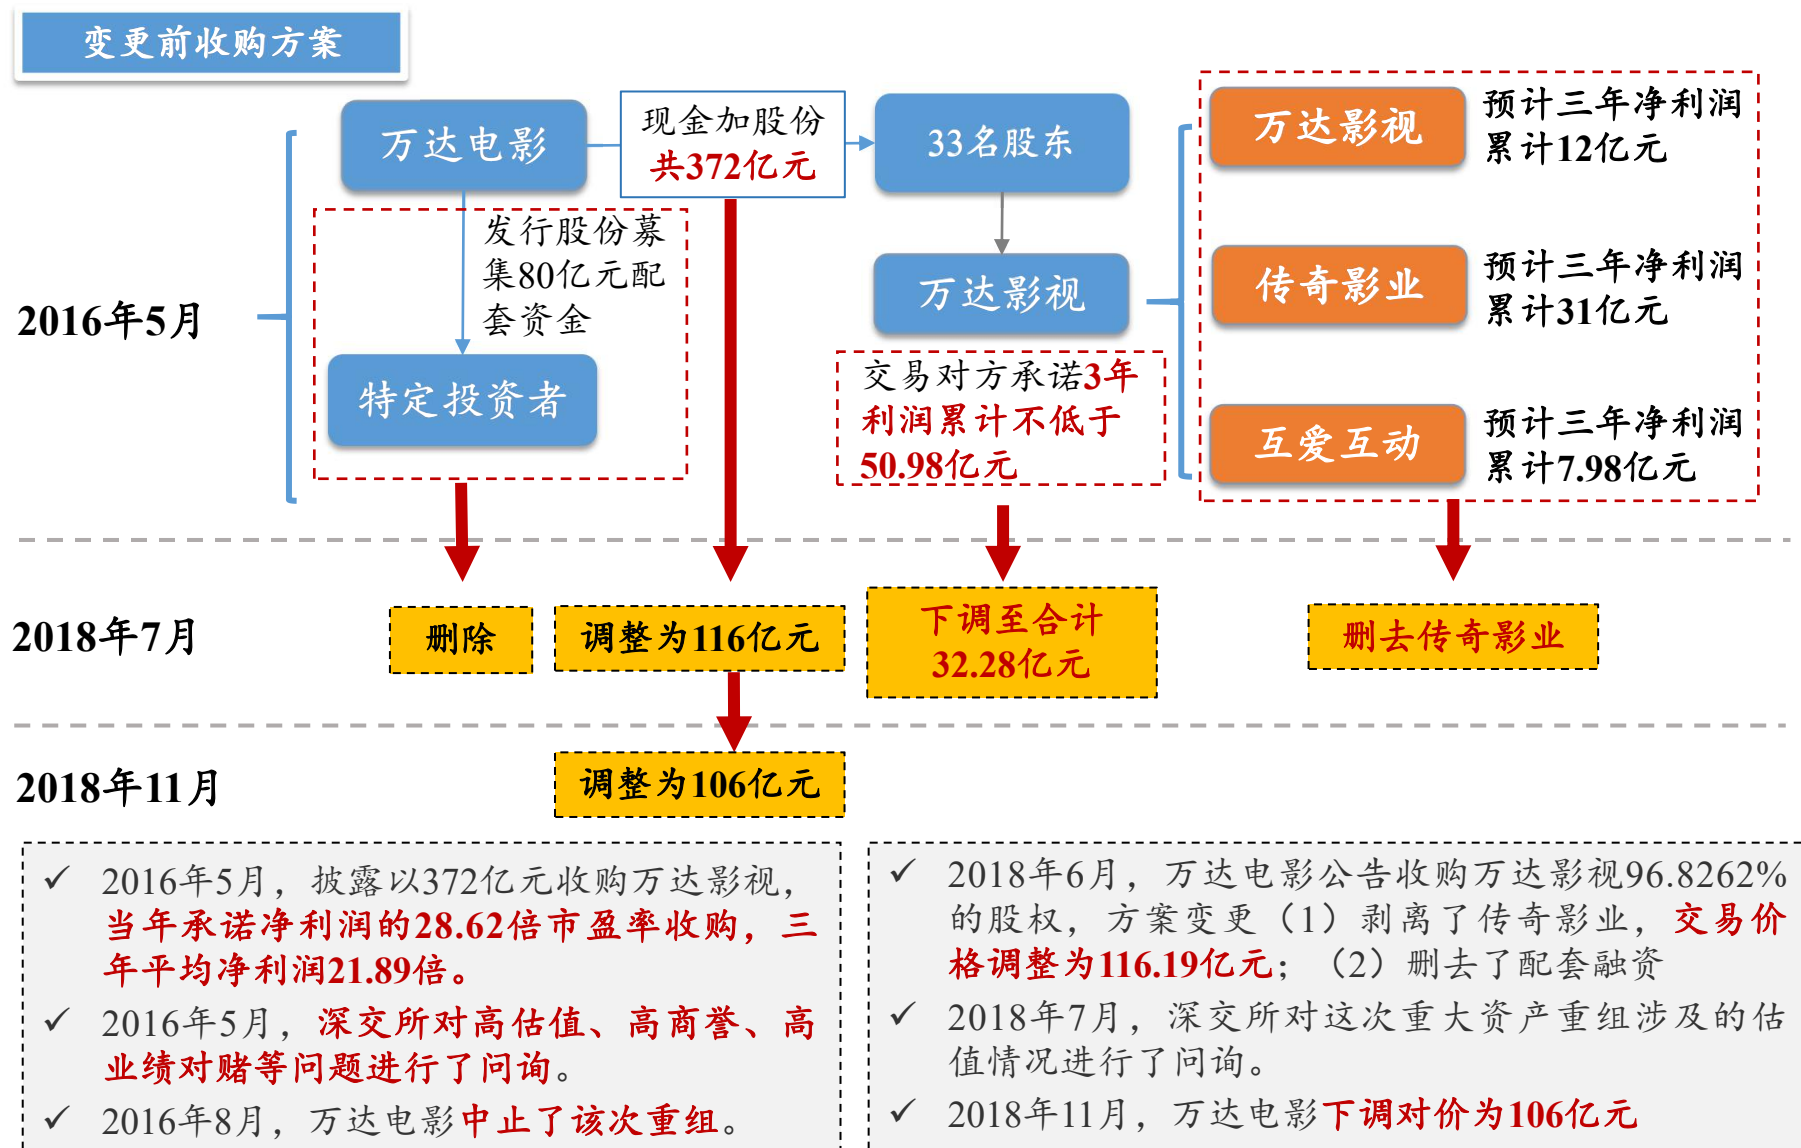 变更前收购方案
万达电影
现金加股份
共372亿元
33名股东
万达影视
预计三年净利润
累计12亿元
发行股份募
集80亿元配
套资金
万达影视
传奇影业
预计三年净利润
累计31亿元
2016年5月
特定投资者
交易对方承诺3年
利润累计不低于
50.98亿元
互爱互动
预计三年净利润
累计7.98亿元
2018年7月
删除
调整为116亿元
下调至合计
32.28亿元
删去传奇影业
2018年11月
调整为106亿元
✓ 2016年5月，披露以372亿元收购万达影视，
当年承诺净利润的28.62倍市盈率收购，三
年平均净利润21.89倍。
✓ 2016年5月，深交所对高估值、高商誉、高
业绩对赌等问题进行了问询。
✓ 2016年8月，万达电影中止了该次重组。
✓ 2018年6月，万达电影公告收购万达影视96.8262%
的股权，方案变更（1）剥离了传奇影业，交易价
格调整为116.19亿元；（2）删去了配套融资
✓ 2018年7月，深交所对这次重大资产重组涉及的估
值情况进行了问询。
✓ 2018年11月，万达电影下调对价为106亿元